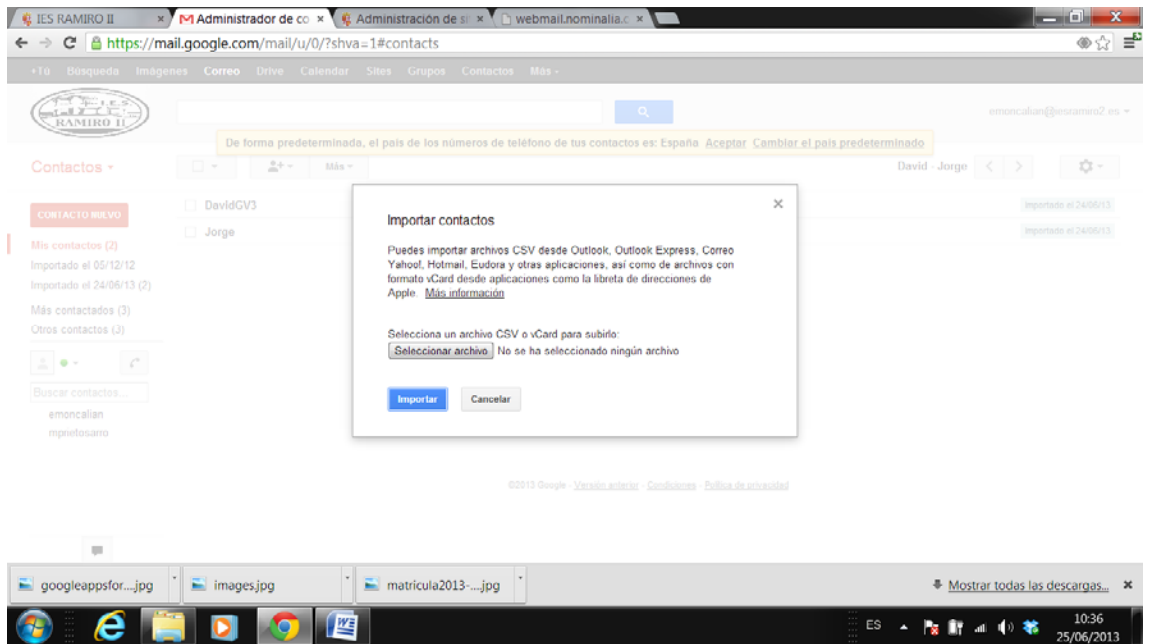 IES RAMIRO II
Administrador de co
Administración de si
webmail.nominalia.c
https://mail.google.com/mail/u/0/?shva=1#contacts
+Tú Búsqueda Imágenes Correo Drive Calendar Sites Grupos Contactos Más
I.E.S.
RAMIRO II
emoncalian@iesramiro2.es
De forma predeterminada, el país de los números de teléfono de tus contactos es: España Aceptar Cambiar el país predeterminado
Contactos
Más
David - Jorge
CONTACTO NUEVO
DavidGV3
Importado el 24/06/13
Jorge
Importado el 24/06/13
Mis contactos (2)
Importado el 05/12/12
Importado el 24/06/13 (2)
Más contactados (3)
Otros contactos (3)
Buscar contactos...
emoncalian
mpnetosarro
Importar contactos
Puedes importar archivos CSV desde Outlook, Outlook Express, Correo
Yahoo!, Hotmail, Eudora y otras aplicaciones, así como de archivos con
formato vCard desde aplicaciones como la libreta de direcciones de
Apple. Más información
Selecciona un archivo CSV o vCard para subirlo:
Seleccionar archivo No se ha seleccionado ningún archivo
Importar Cancelar
©2013 Google - Versión anterior - Condiciones - Política de privacidad
googleappsfor....jpg
images.jpg
matricula2013-....jpg
Mostrar todas las descargas...
ES
10:36
25/06/2013